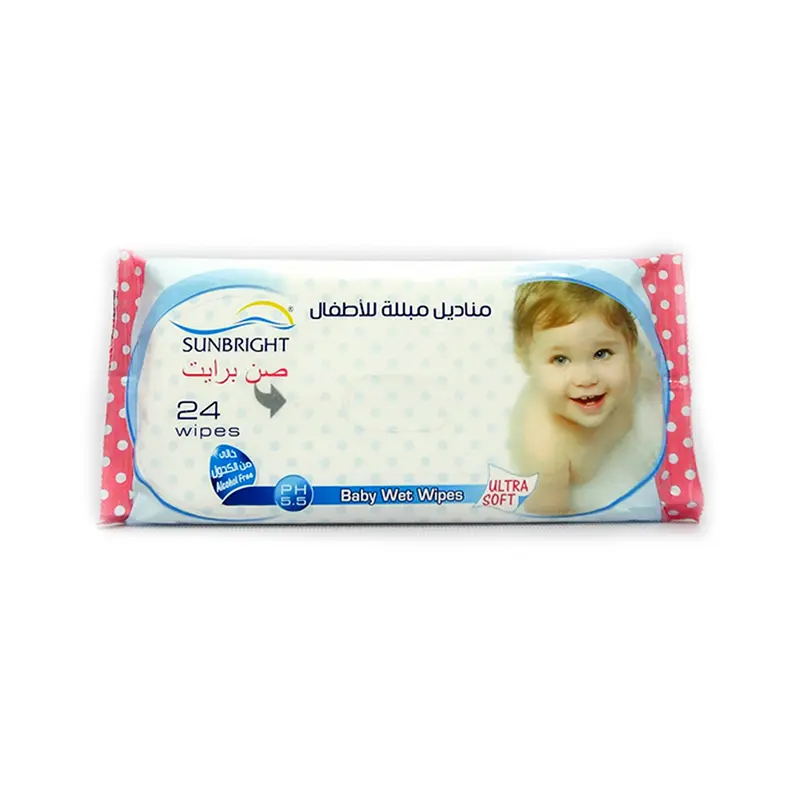 مناديل مبللة للأطفال
®
SUNBRIGHT
صن برايت
24
wipes
خالى
من الكحول
Alcohol Free
PH
5.5
Baby Wet Wipes
ULTRA
SOFT